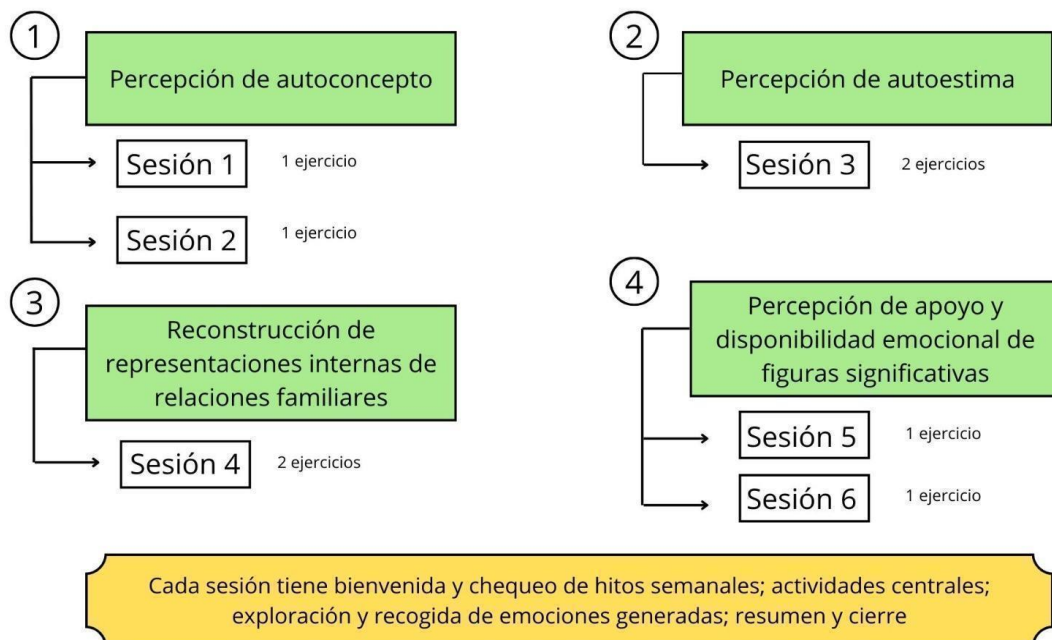 1
Percepción de autoconcepto
Sesión 1 1 ejercicio
Sesión 2 1 ejercicio
2
Percepción de autoestima
Sesión 3 2 ejercicios
3
Reconstrucción de
representaciones internas de
relaciones familiares
Sesión 4 2 ejercicios
4
Percepción de apoyo y
disponibilidad emocional de
figuras significativas
Sesión 5 1 ejercicio
Sesión 6 1 ejercicio
Cada sesión tiene bienvenida y chequeo de hitos semanales; actividades centrales;
exploración y recogida de emociones generadas; resumen y cierre